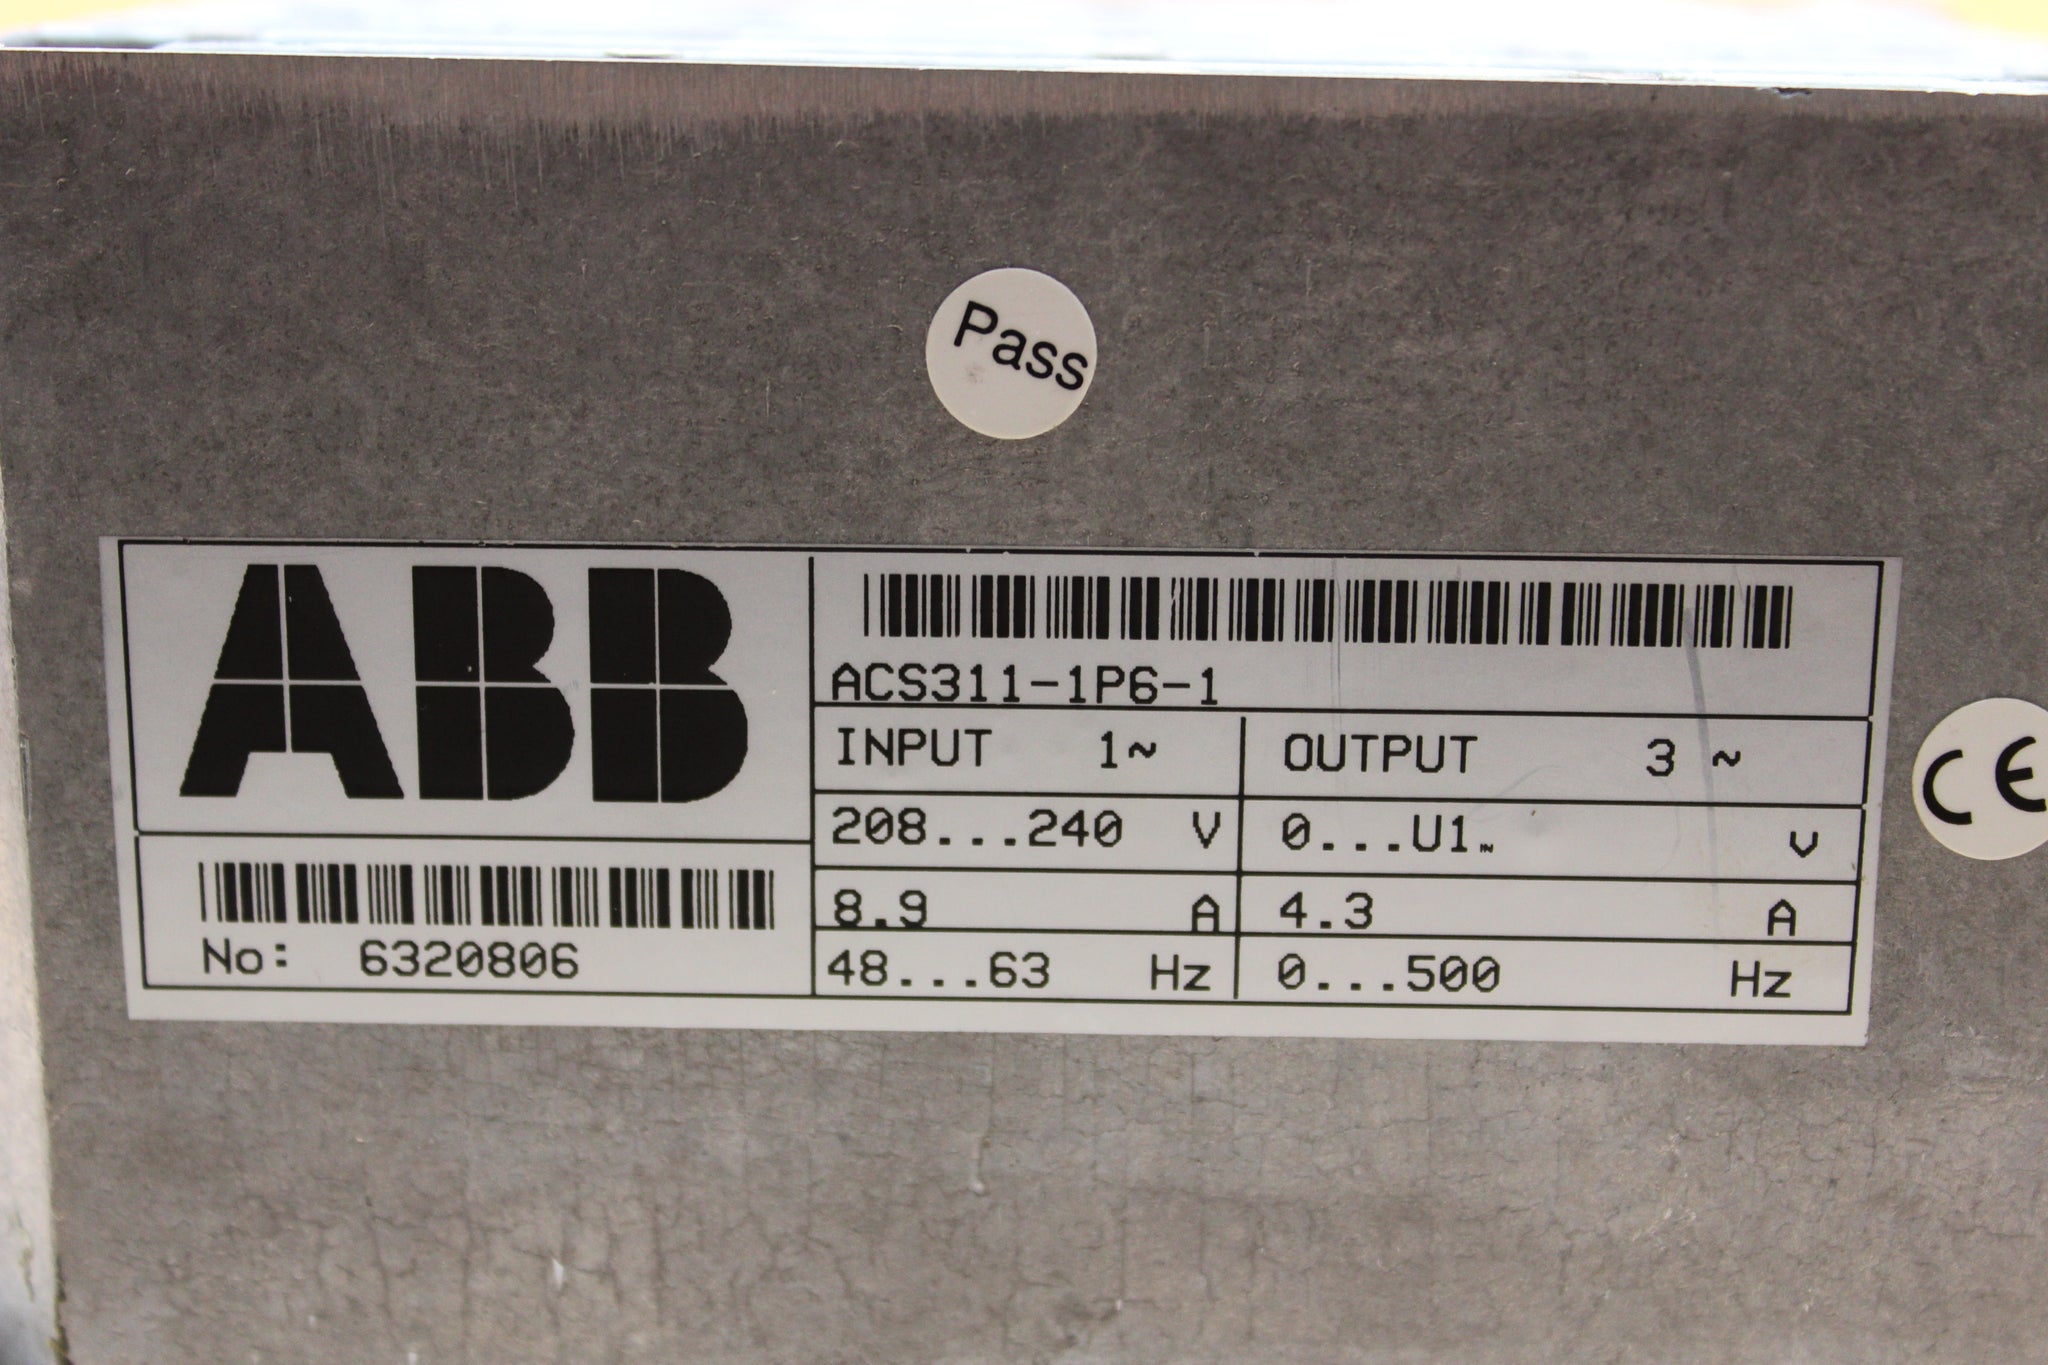 Pass
ABB
ACS311-1P6-1
INPUT 1~ OUTPUT 3 ~
208...240 V 0...U1IN V
8.9 A 4.3 A
48...63 Hz 0...500 Hz
No: 6320806
CE